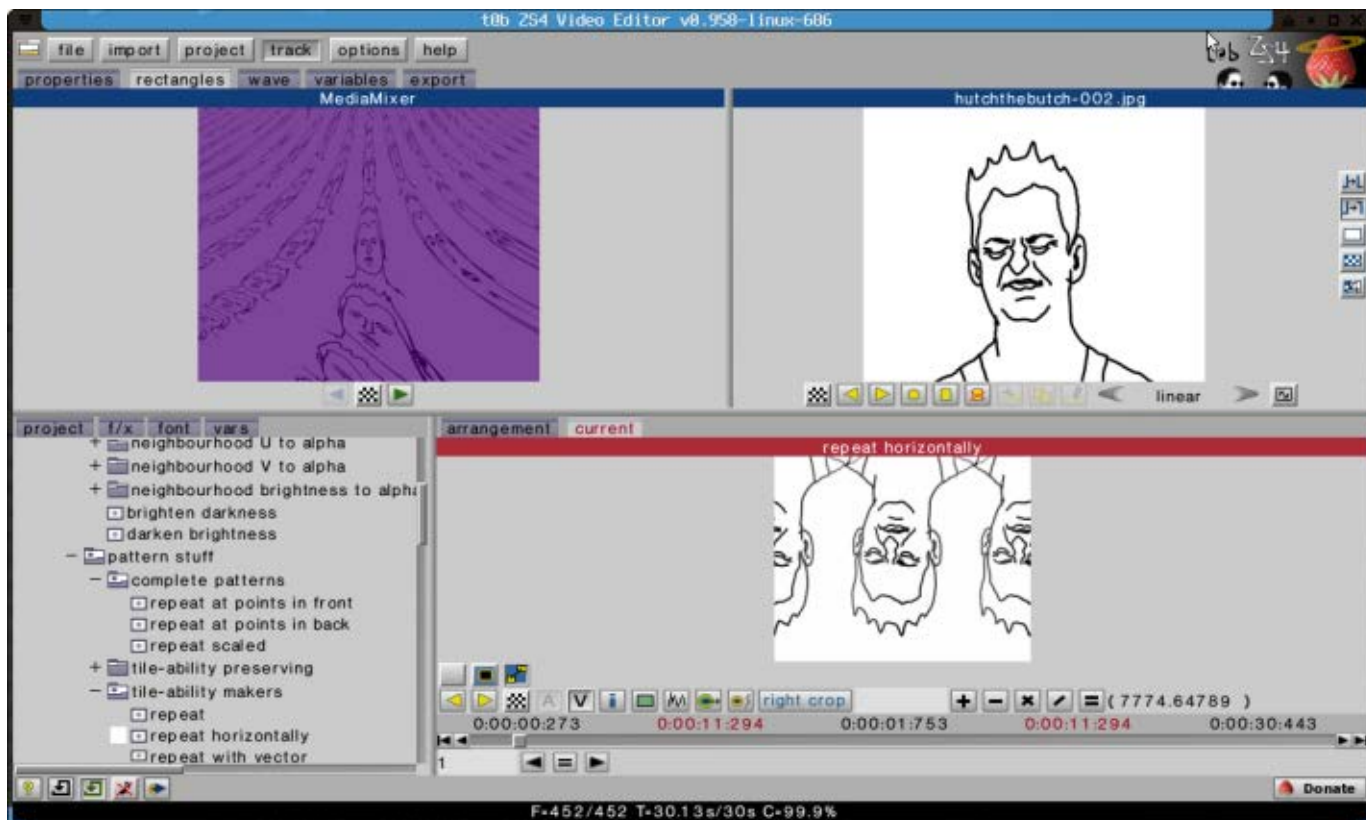 t0b ZS4 Video Editor v0.958-linux-686
file import project track options help
t0b ZS4
properties rectangles wave variables export
MediaMixer
hutchthebutch-002.jpg
linear
project f/x font vars
neighbourhood U to alpha
neighbourhood V to alpha
neighbourhood brightness to alpha
brighten darkness
darken brightness
pattern stuff
complete patterns
repeat at points in front
repeat at points in back
repeat scaled
tile-ability preserving
tile-ability makers
repeat
repeat horizontally
repeat with vector
arrangement current
repeat horizontally
A V i right crop + - × / = ( 7774.64789 )
0:00:00:273 0:00:11:294 0:00:01:753 0:00:11:294 0:00:30:443
1 =
? Donate
F=452/452 T=30.13s/30s C=99.9%